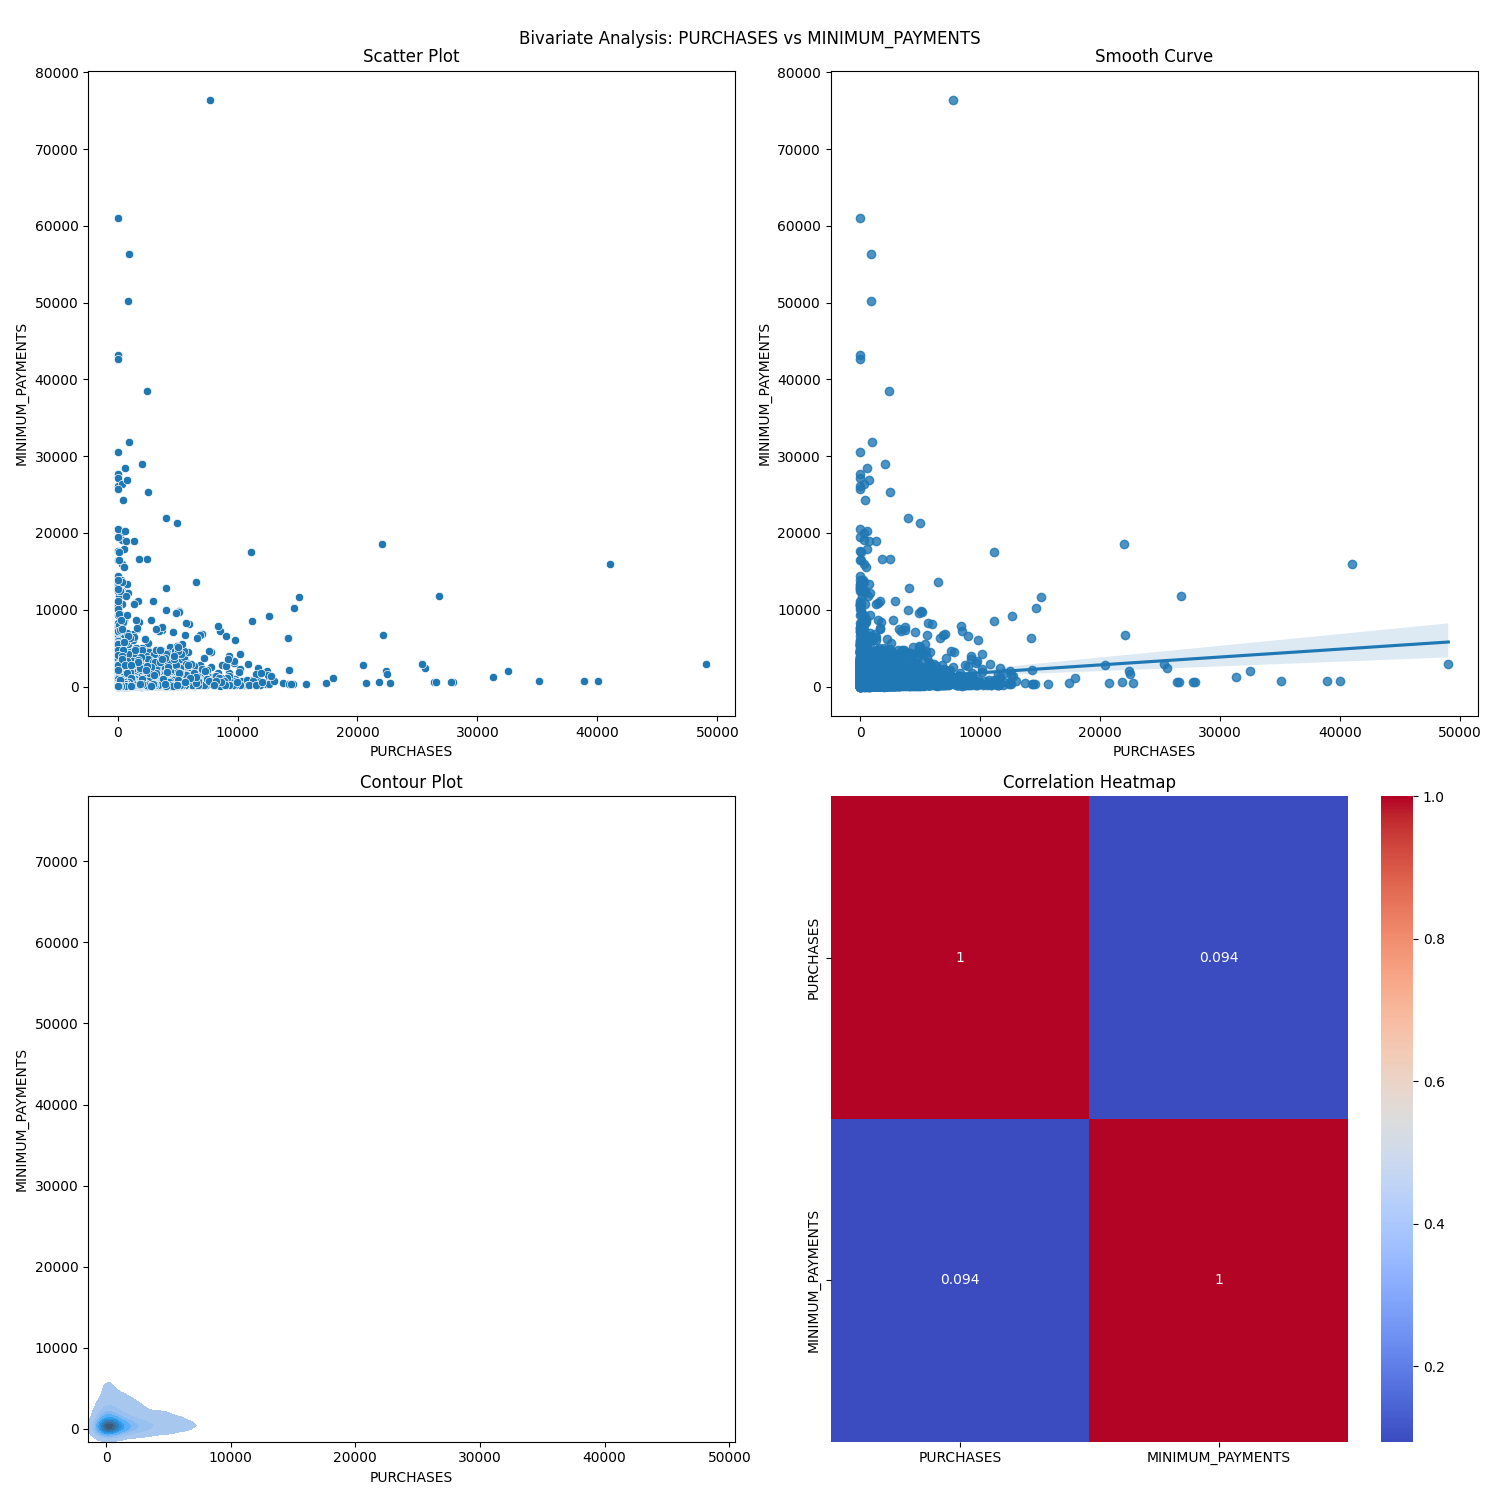 Bivariate Analysis: PURCHASES vs MINIMUM_PAYMENTS
Scatter Plot
80000
70000
60000
50000
40000
30000
20000
10000
0
MINIMUM_PAYMENTS
0 10000 20000 30000 40000 50000
PURCHASES
Smooth Curve
80000
70000
60000
50000
40000
30000
20000
10000
0
MINIMUM_PAYMENTS
0 10000 20000 30000 40000 50000
PURCHASES
Contour Plot
70000
60000
50000
40000
30000
20000
10000
0
MINIMUM_PAYMENTS
0 10000 20000 30000 40000 50000
PURCHASES
Correlation Heatmap
PURCHASES
MINIMUM_PAYMENTS
1 0.094
0.094 1
PURCHASES MINIMUM_PAYMENTS
1.0
0.8
0.6
0.4
0.2